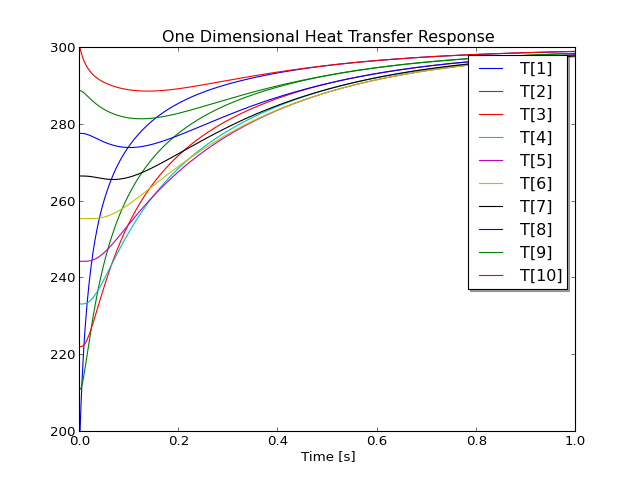 One Dimensional Heat Transfer Response
300
280
260
240
220
200
0.0 0.2 0.4 0.6 0.8 1.0
Time [s]
T[1]
T[2]
T[3]
T[4]
T[5]
T[6]
T[7]
T[8]
T[9]
T[10]